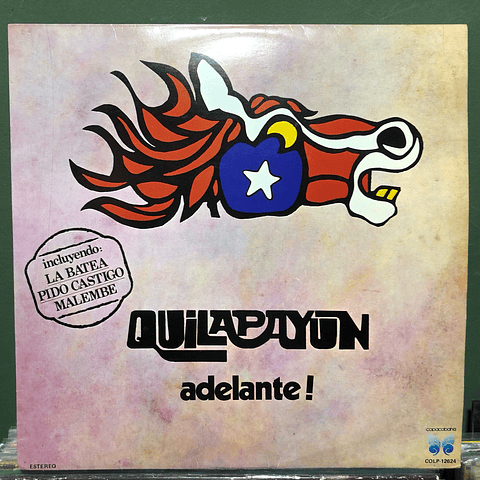 incluyendo:
LA BATEA
PIDO CASTIGO
MALEMBE
QUILAPAYUN
adelante!
ESTEREO
copacabana
COLP-12624